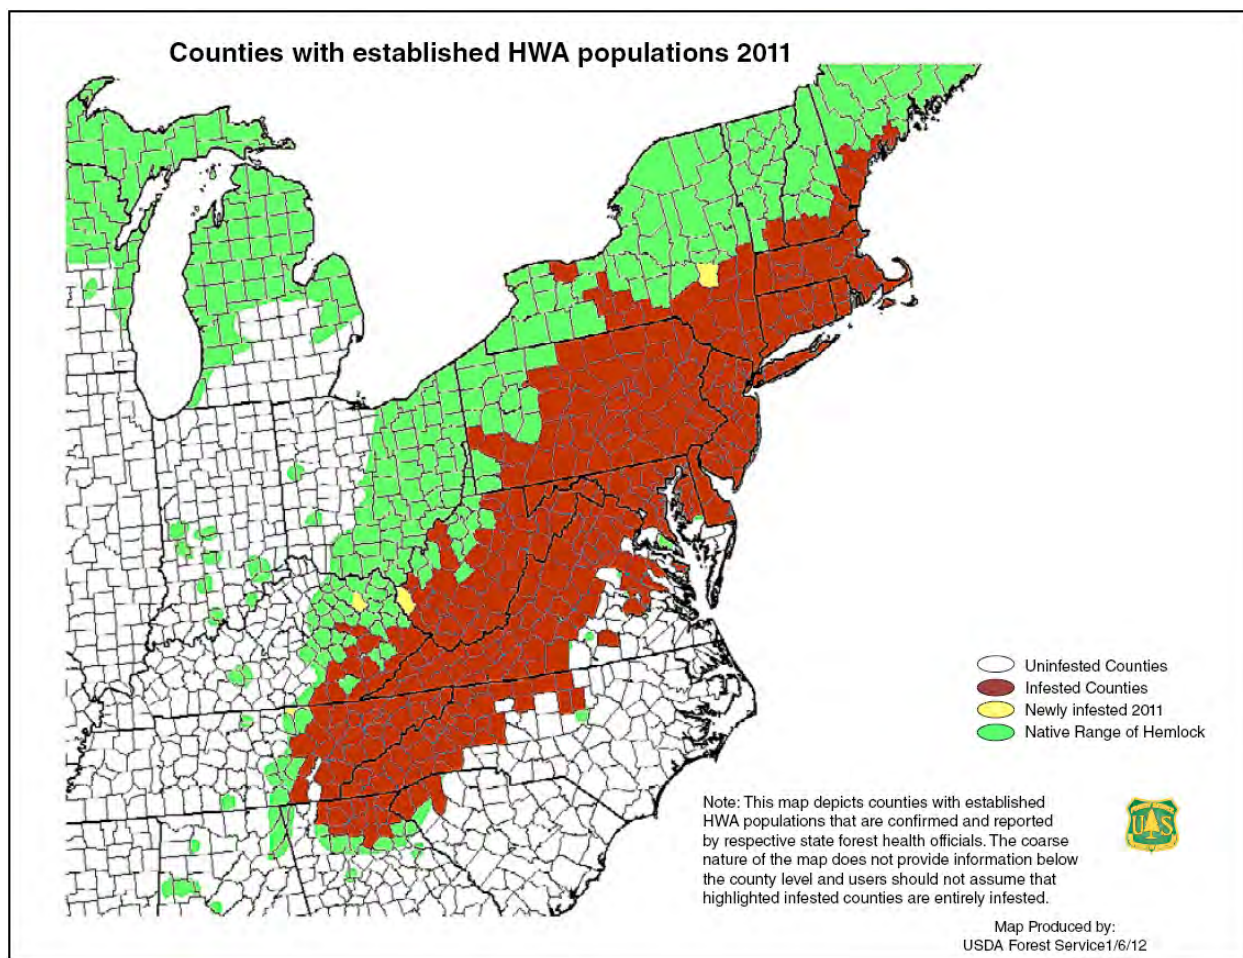 Counties with established HWA populations 2011
Uninfested Counties
Infested Counties
Newly infested 2011
Native Range of Hemlock
Note: This map depicts counties with established
HWA populations that are confirmed and reported
by respective state forest health officials. The coarse
nature of the map does not provide information below
the county level and users should not assume that
highlighted infested counties are entirely infested.
U S
Map Produced by:
USDA Forest Service1/6/12